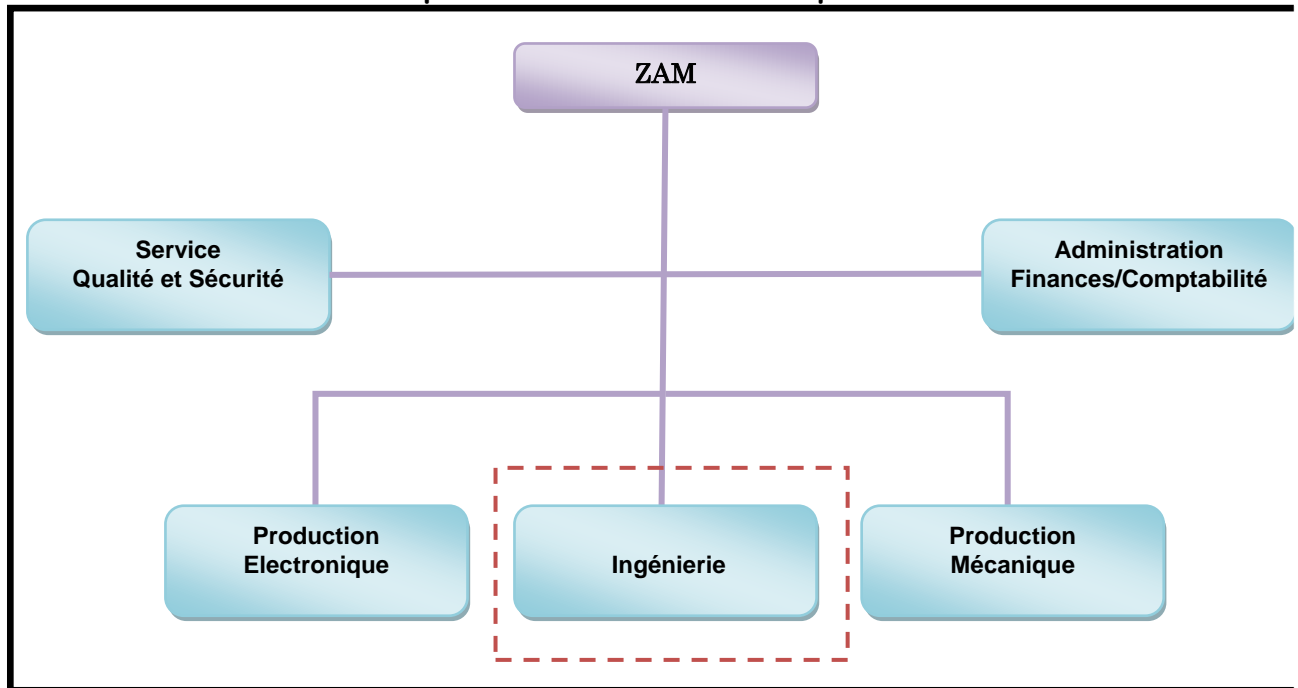 ZAM
Service
Qualité et Sécurité
Administration
Finances/Comptabilité
Production
Electronique
Ingénierie
Production
Mécanique